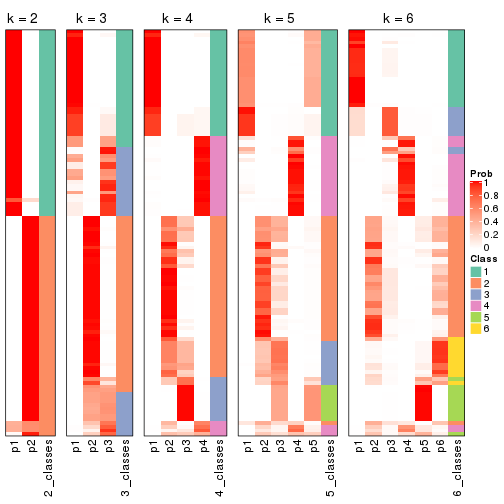 k = 2
k = 3
k = 4
k = 5
k = 6
Prob
1
0.8
0.6
0.4
0.2
0
Class
1
2
3
4
5
6
p1
p2
2_classes
p1
p2
p3
3_classes
p1
p2
p3
p4
4_classes
p1
p2
p3
p4
p5
5_classes
p1
p2
p3
p4
p5
p6
6_classes